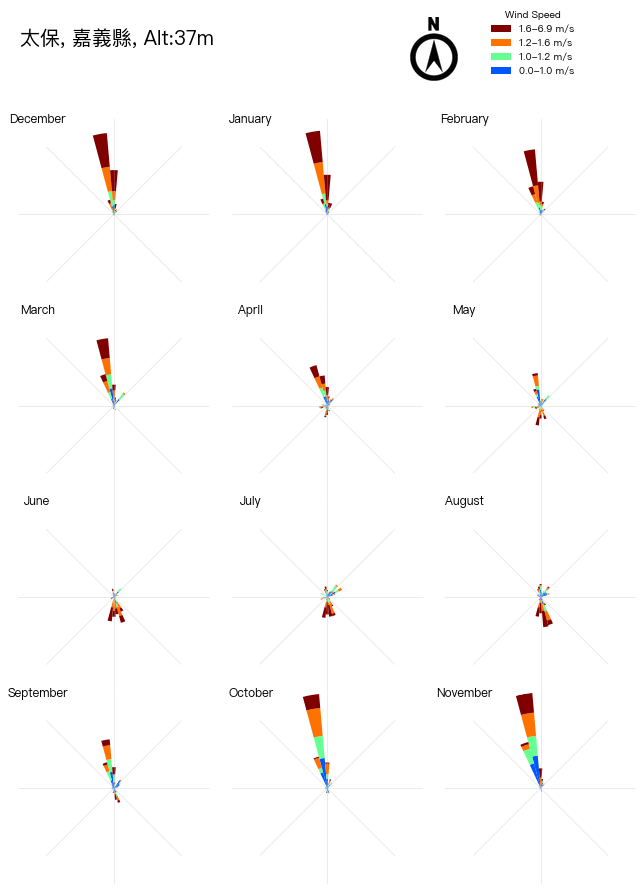 太保, 嘉義縣, Alt:37m
N
Wind Speed
1.6–6.9 m/s
1.2–1.6 m/s
1.0–1.2 m/s
0.0–1.0 m/s
December
January
February
March
April
May
June
July
August
September
October
November